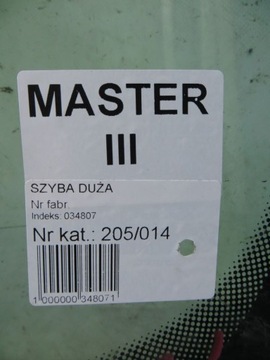 MASTER
III
SZYBA DUŻA
Nr fabr.
Indeks: 034807
Nr kat.: 205/014
1 000000 348071